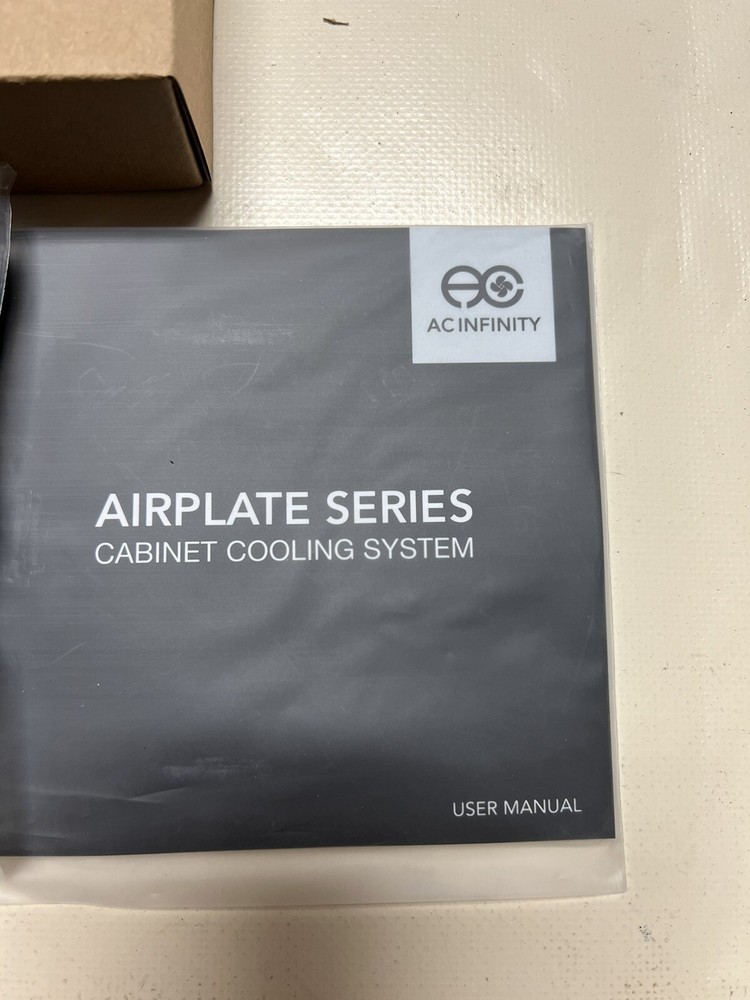 AC INFINITY
AIRPLATE SERIES
CABINET COOLING SYSTEM
USER MANUAL